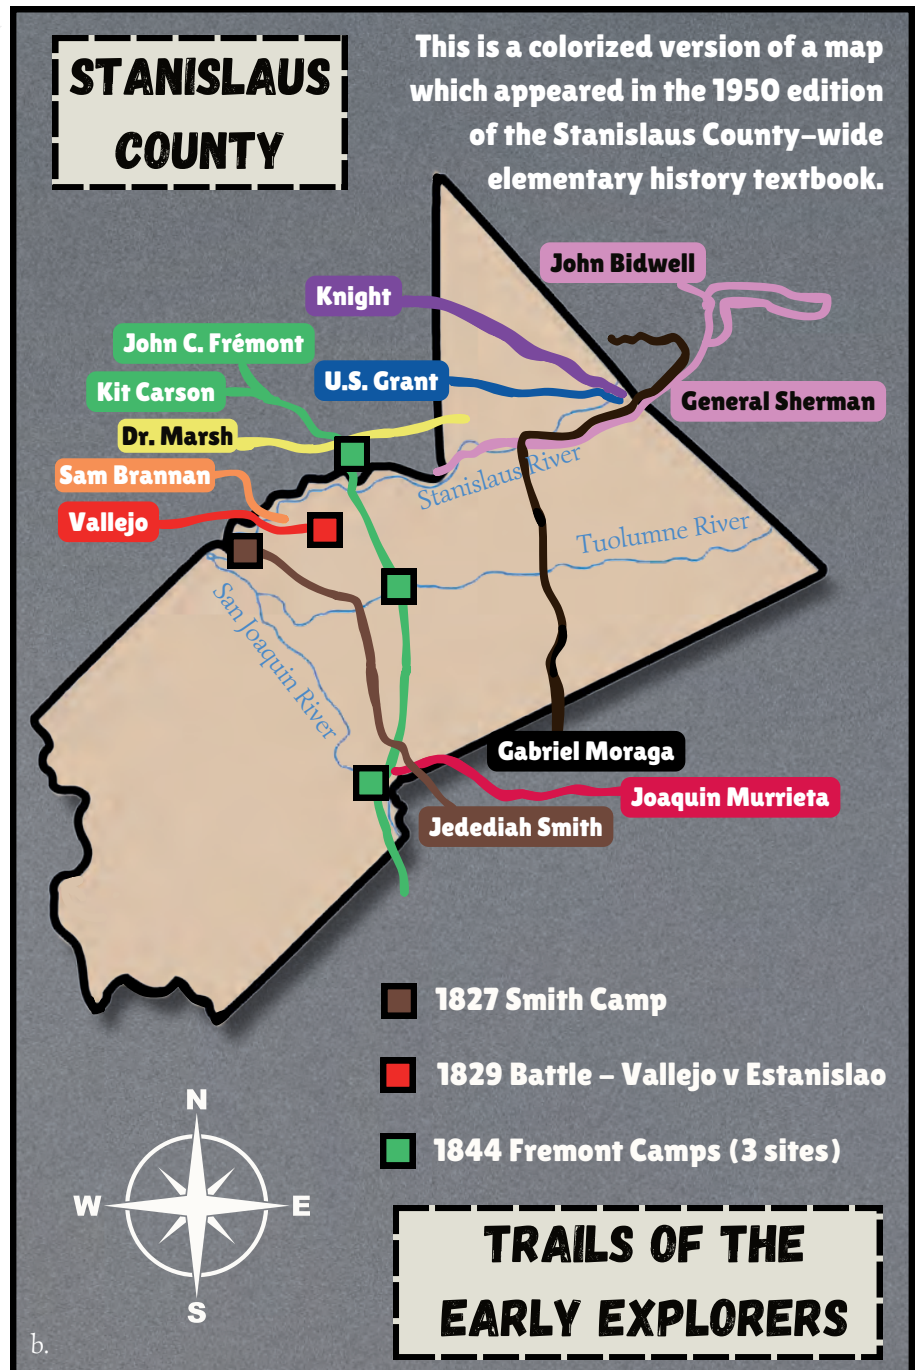 STANISLAUS
COUNTY
This is a colorized version of a map
which appeared in the 1950 edition
of the Stanislaus County-wide
elementary history textbook.
John Bidwell
Knight
John C. Frémont
U.S. Grant
Kit Carson
General Sherman
Dr. Marsh
Sam Brannan
Stanislaus River
Vallejo
Tuolumne River
San Joaquin River
Gabriel Moraga
Joaquin Murrieta
Jedediah Smith
1827 Smith Camp
1829 Battle - Vallejo v Estanislao
1844 Fremont Camps (3 sites)
N
W
E
S
TRAILS OF THE
EARLY EXPLORERS
b.